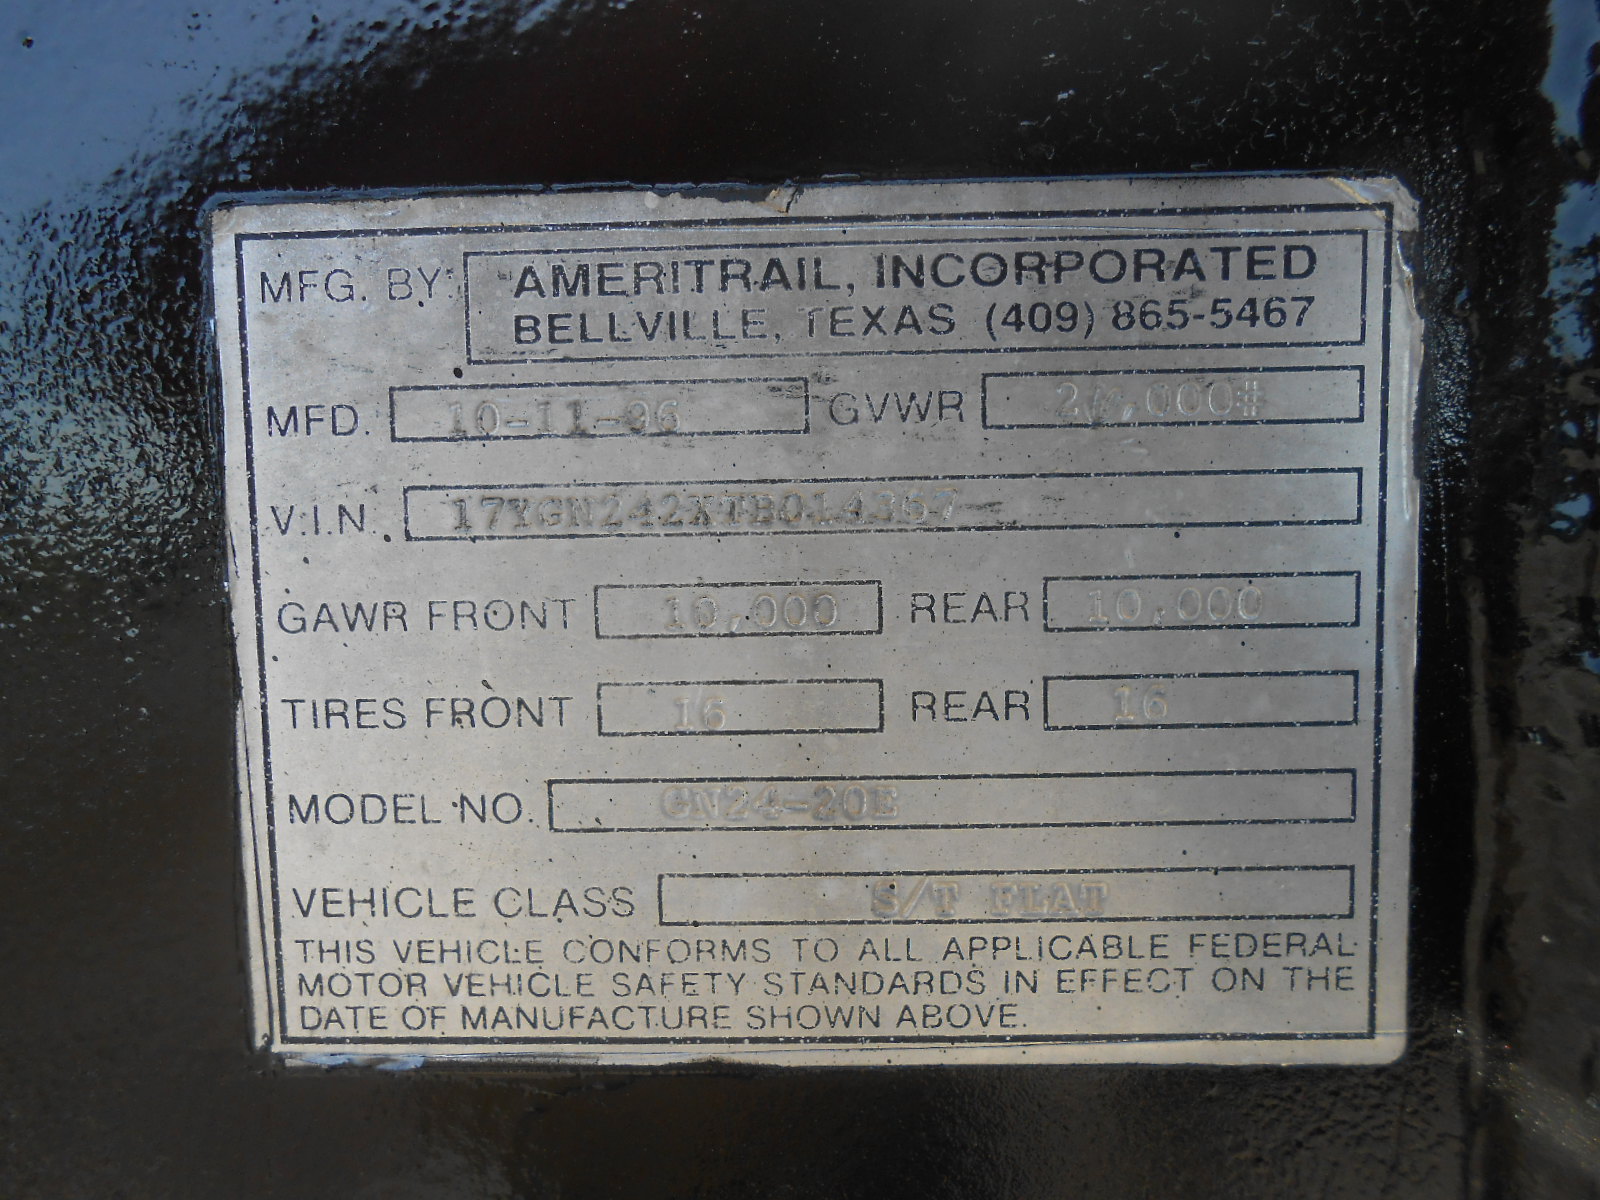 MFG. BY: AMERITRAIL, INCORPORATED
BELLVILLE, TEXAS (409) 865-5467
MFD. 10-11-96 GVWR
V.I.N. 17YGN242XTB014367
GAWR FRONT 10,000 REAR 10,000
TIRES FRONT 16 REAR 16
MODEL NO. GN24-20E
VEHICLE CLASS S/T FLAT
THIS VEHICLE CONFORMS TO ALL APPLICABLE FEDERAL
MOTOR VEHICLE SAFETY STANDARDS IN EFFECT ON THE
DATE OF MANUFACTURE SHOWN ABOVE.